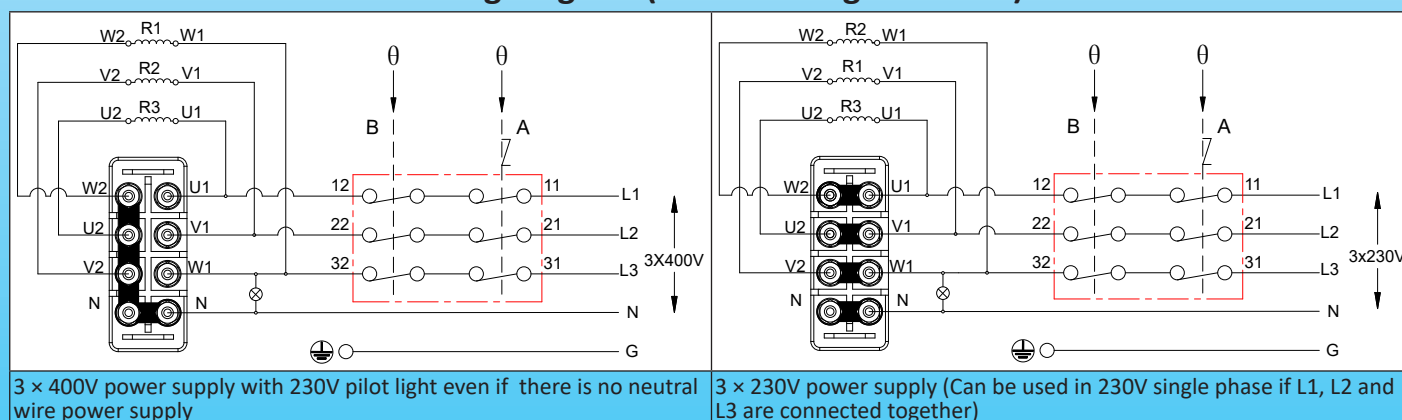 W2 R1 W1
V2 R2 V1
U2 R3 U1
θ θ
B A
W2 U1 12 11 L1
U2 V1 22 21 L2
V2 W1 32 31 L3
3X400V
N N N
G
3 × 400V power supply with 230V pilot light even if there is no neutral
wire power supply
W2 R2 W1
V2 R1 V1
U2 R3 U1
θ θ
B A
W2 U1 12 11 L1
U2 V1 22 21 L2
V2 W1 32 31 L3
3x230V
N N N
G
3 × 230V power supply (Can be used in 230V single phase if L1, L2 and
L3 are connected together)